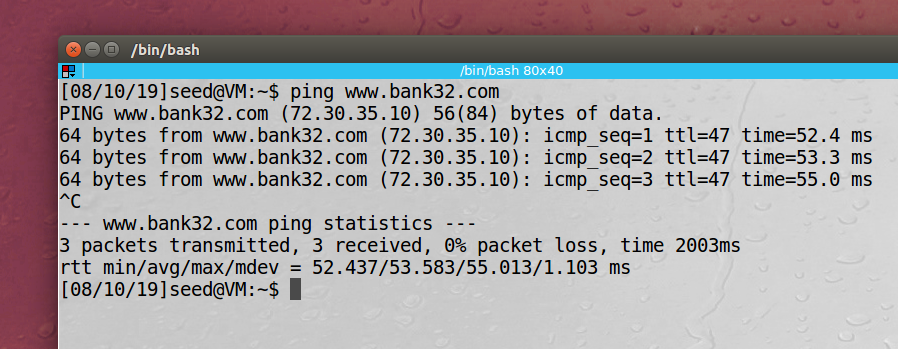 /bin/bash
/bin/bash 80x40
[08/10/19]seed@VM:~$ ping www.bank32.com
PING www.bank32.com (72.30.35.10) 56(84) bytes of data.
64 bytes from www.bank32.com (72.30.35.10): icmp_seq=1 ttl=47 time=52.4 ms
64 bytes from www.bank32.com (72.30.35.10): icmp_seq=2 ttl=47 time=53.3 ms
64 bytes from www.bank32.com (72.30.35.10): icmp_seq=3 ttl=47 time=55.0 ms
^C
--- www.bank32.com ping statistics ---
3 packets transmitted, 3 received, 0% packet loss, time 2003ms
rtt min/avg/max/mdev = 52.437/53.583/55.013/1.103 ms
[08/10/19]seed@VM:~$